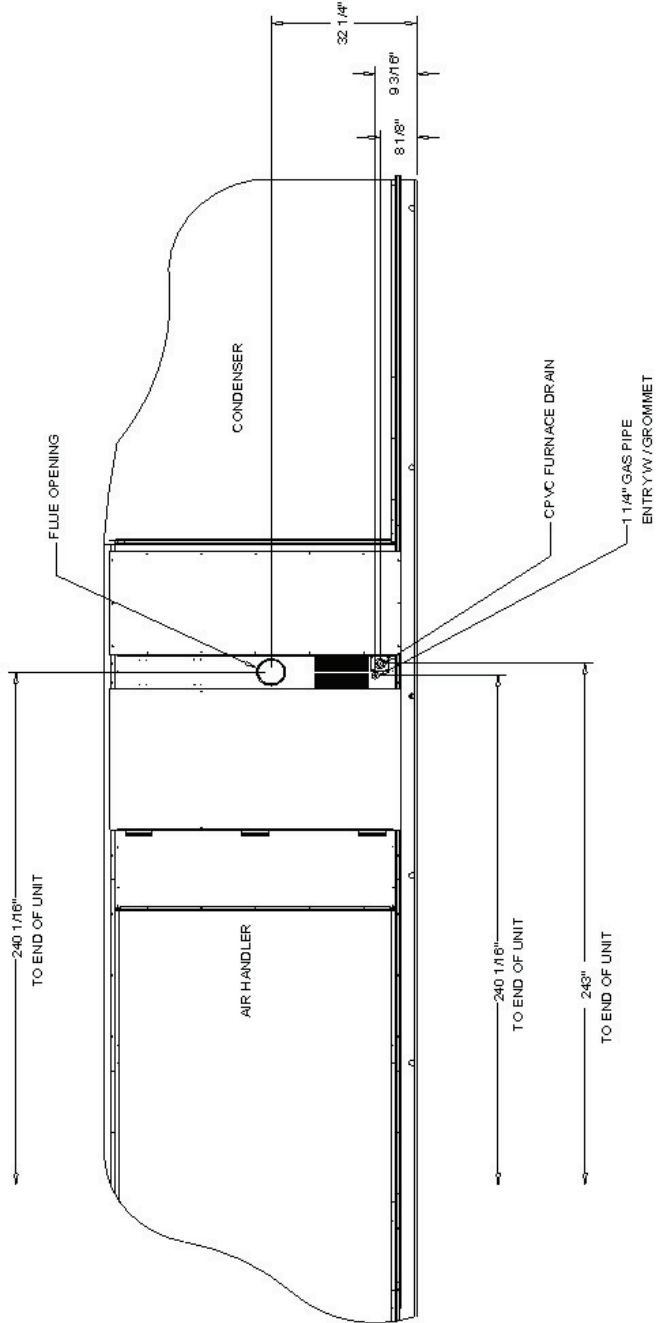 240 1/16"
TO END OF UNIT
FLUE OPENING
AIR HANDLER
CONDENSER
32 1/4"
9 3/16"
8 1/8"
240 1/16"
TO END OF UNIT
243"
TO END OF UNIT
CPVC FURNACE DRAIN
1 1/4" GAS PIPE
ENTRY W / GROMMET